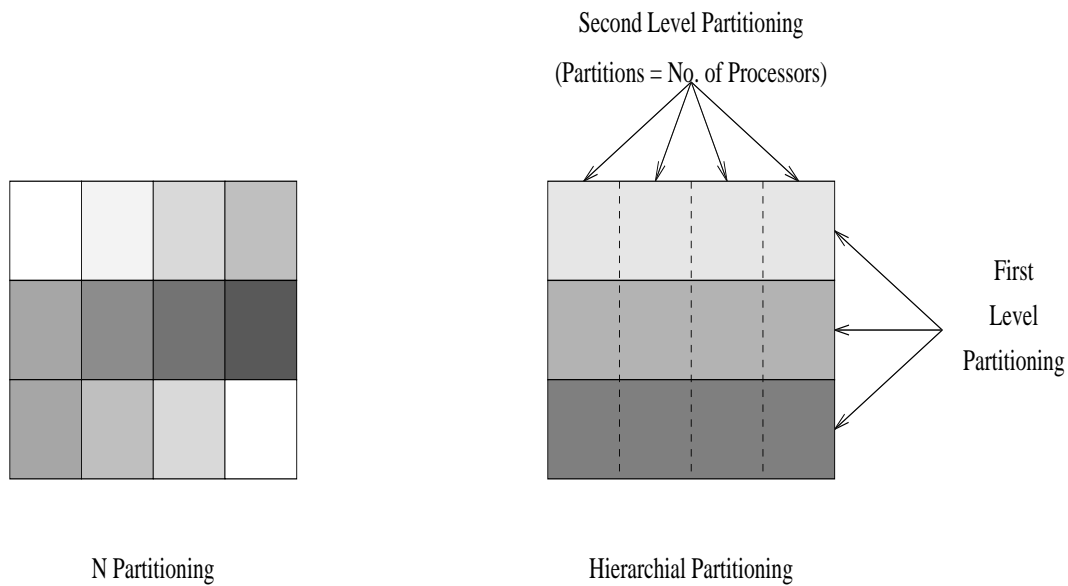 Second Level Partitioning
(Partitions = No. of Processors)
First
Level
Partitioning
N Partitioning
Hierarchial Partitioning